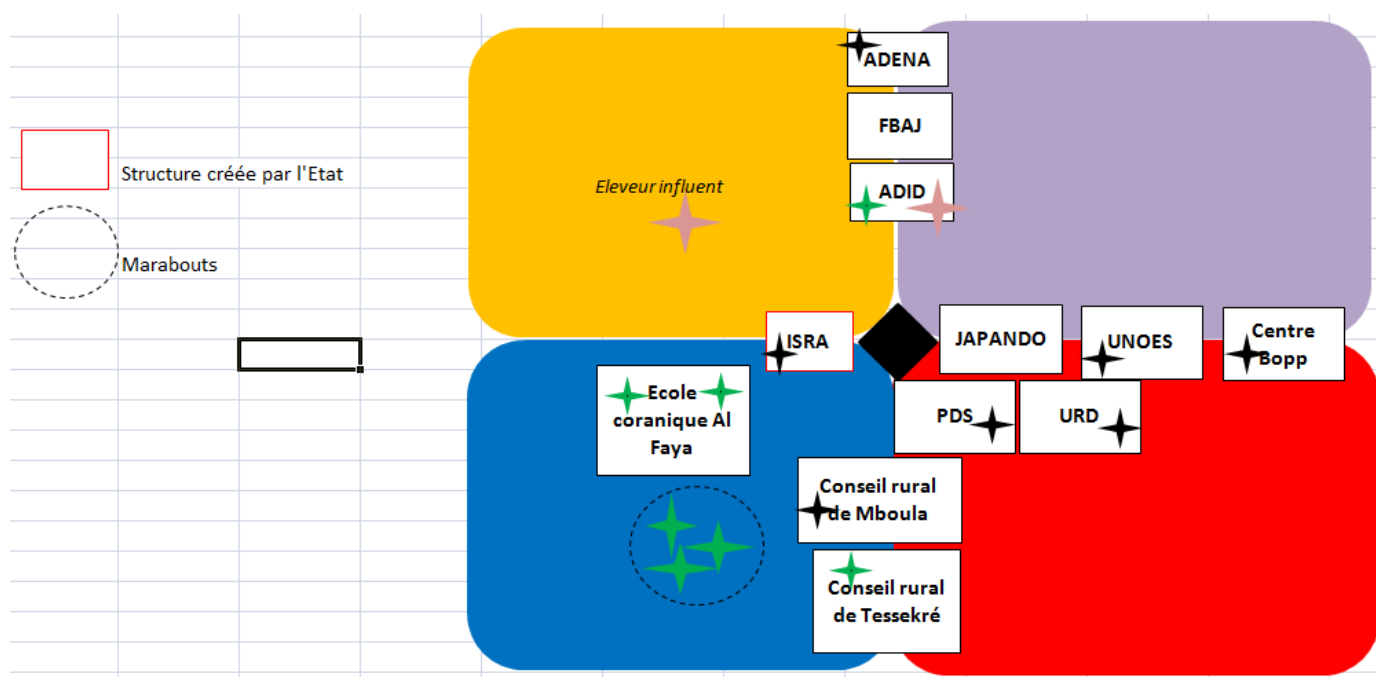 ADENA
FBAJ
Structure créée par l'Etat
Eleveur influent
ADID
Marabouts
ISRA
JAPANDO
UNOES
Centre
Bopp
Ecole
coranique Al
Faya
PDS
URD
Conseil rural
de Mboula
Conseil rural
de Tessekré